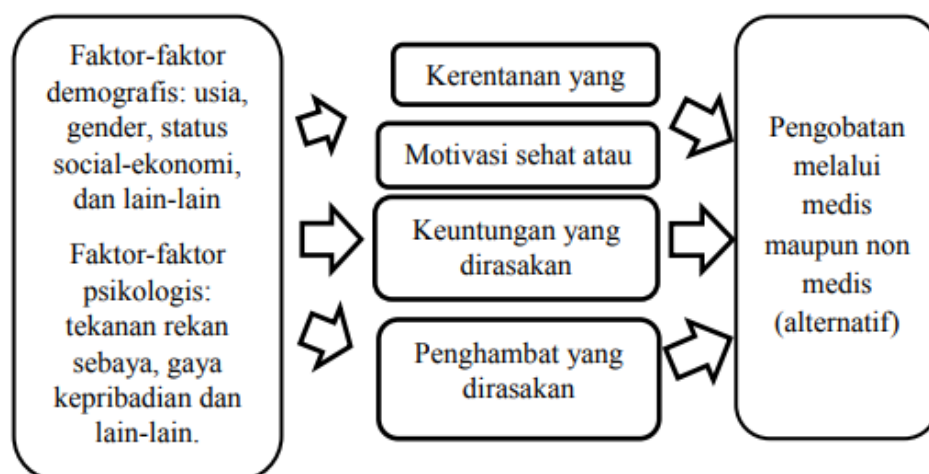 Faktor-faktor
demografis: usia,
gender, status
social-ekonomi,
dan lain-lain
Faktor-faktor
psikologis:
tekanan rekan
sebaya, gaya
kepribadian dan
lain-lain.
Kerentanan yang
Motivasi sehat atau
Keuntungan yang
dirasakan
Penghambat yang
dirasakan
Pengobatan
melalui
medis
maupun non
medis
(alternatif)